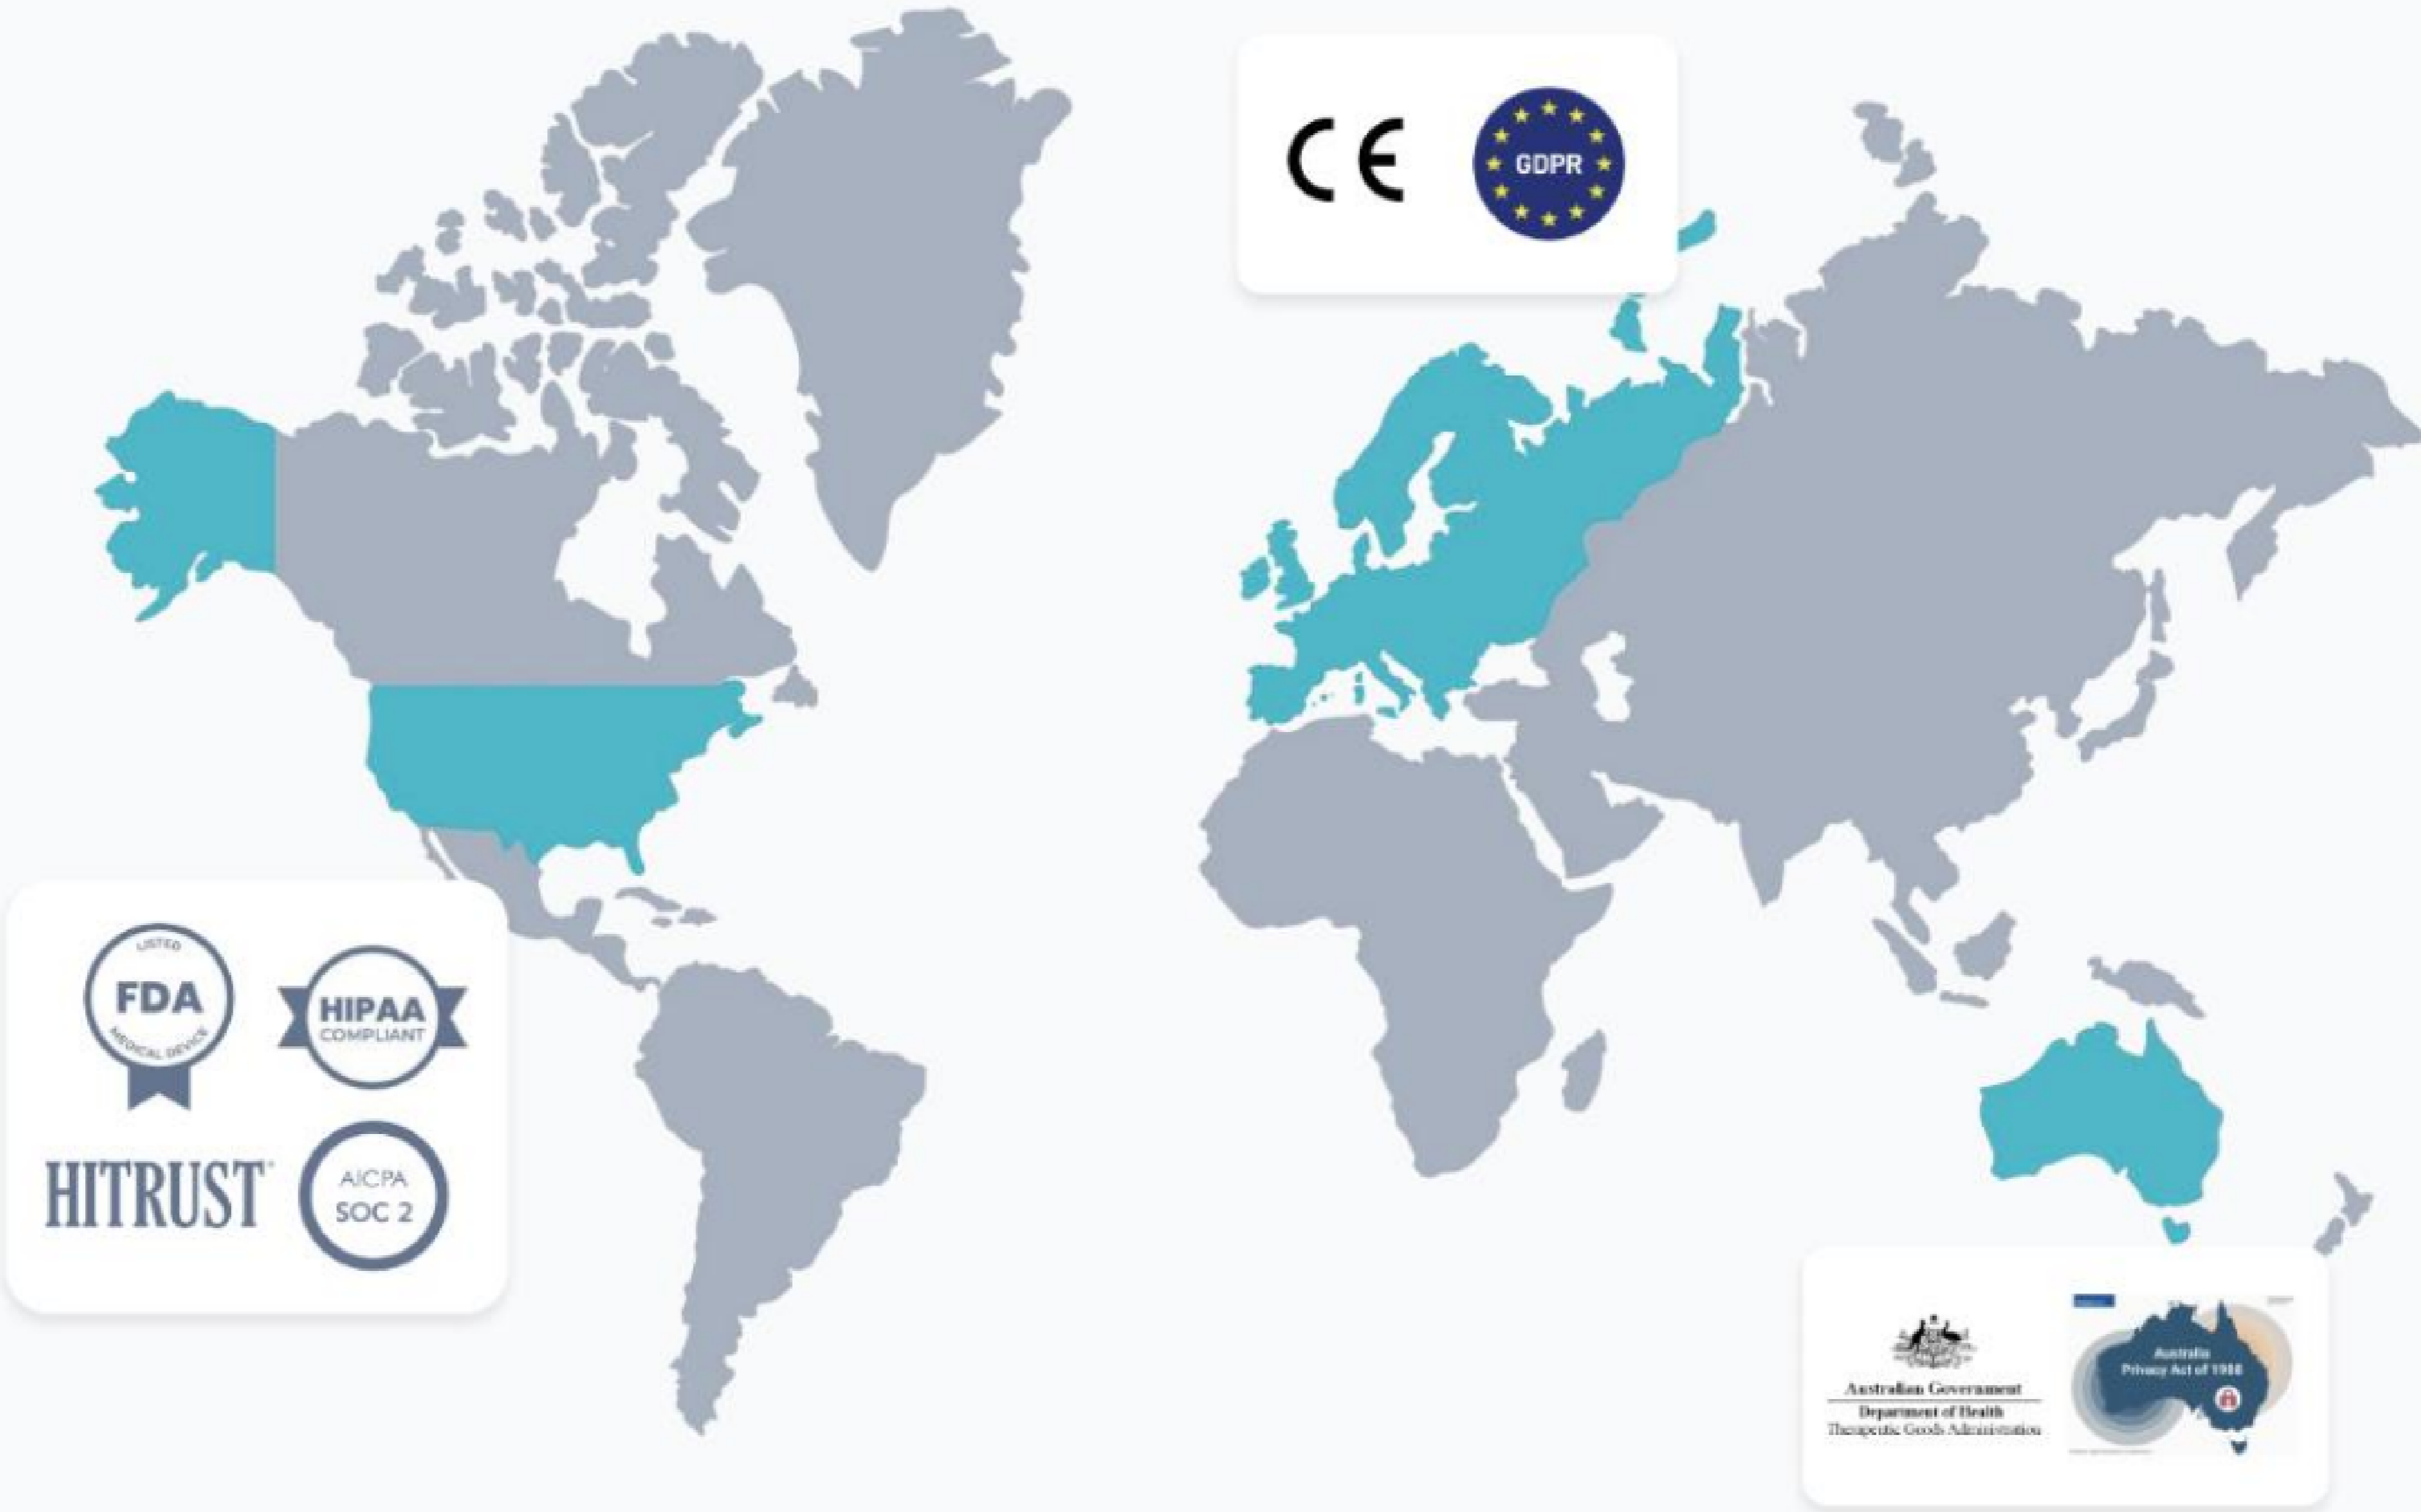 CE
GDPR
LISTED
FDA
MEDICAL DEVICE
HIPAA
COMPLIANT
HITRUST
AICPA
SOC 2
Australian Government
Department of Health
Therapeutic Goods Administration
Australia
Privacy Act of 1988